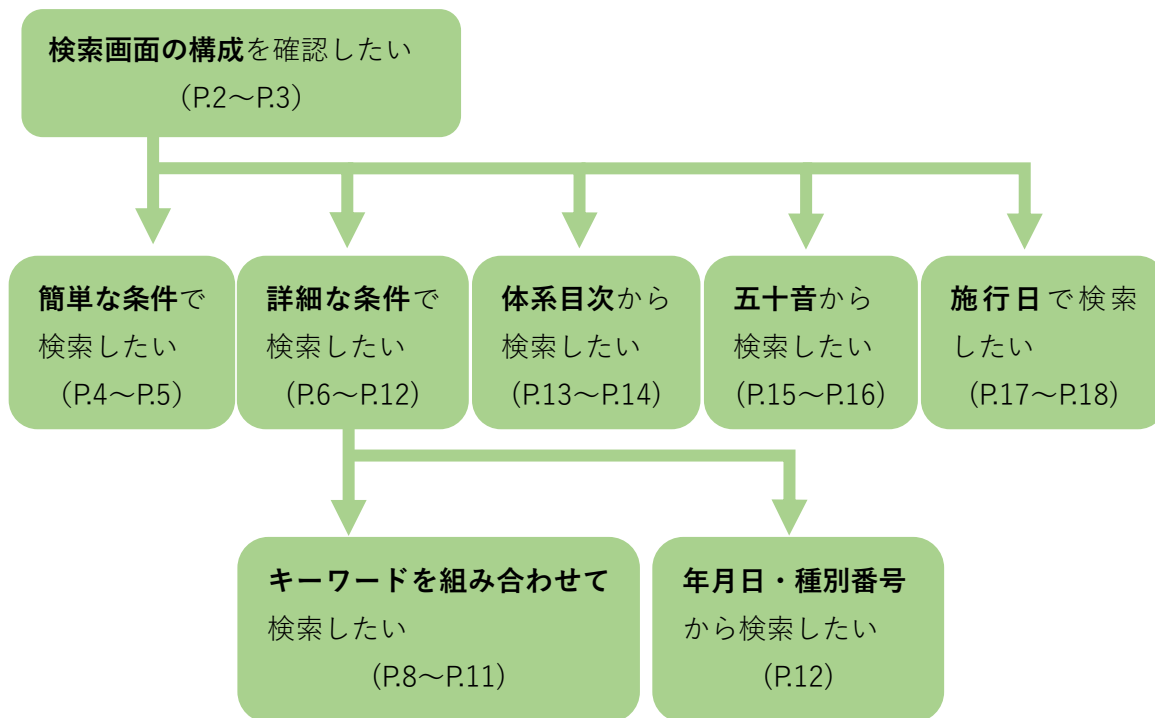 検索画面の構成を確認したい
（P.2～P.3）
簡単な条件で
検索したい
（P.4～P.5）
詳細な条件で
検索したい
（P.6～P.12）
体系目次から
検索したい
（P.13～P.14）
五十音から
検索したい
（P.15～P.16）
施行日で検索
したい
（P.17～P.18）
キーワードを組み合わせて
検索したい
（P.8～P.11）
年月日・種別番号
から検索したい
（P.12）